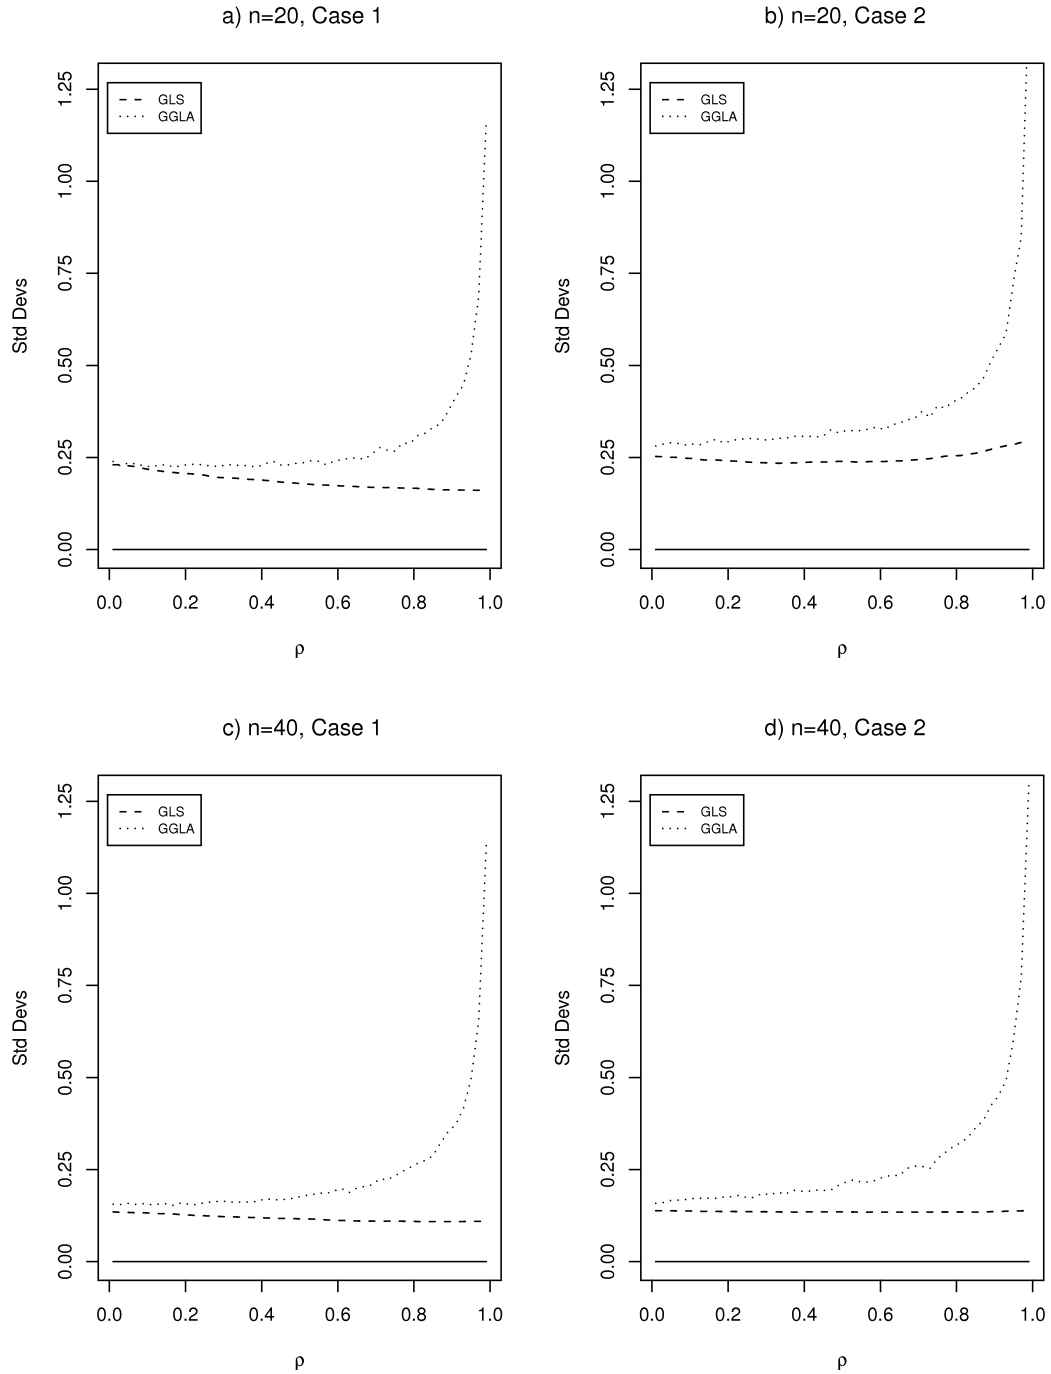 a) n=20, Case 1
Std Devs
1.25
1.00
0.75
0.50
0.25
0.00
GLS
GGLA
0.0 0.2 0.4 0.6 0.8 1.0
ρ
b) n=20, Case 2
Std Devs
1.25
1.00
0.75
0.50
0.25
0.00
GLS
GGLA
0.0 0.2 0.4 0.6 0.8 1.0
ρ
c) n=40, Case 1
Std Devs
1.25
1.00
0.75
0.50
0.25
0.00
GLS
GGLA
0.0 0.2 0.4 0.6 0.8 1.0
ρ
d) n=40, Case 2
Std Devs
1.25
1.00
0.75
0.50
0.25
0.00
GLS
GGLA
0.0 0.2 0.4 0.6 0.8 1.0
ρ